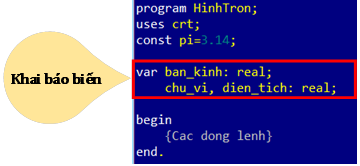 Khai báo biến
program HinhTron;
uses crt;
const pi=3.14;
var ban_kinh: real;
chu_vi, dien_tich: real;
begin
{Cac dong lenh}
end.